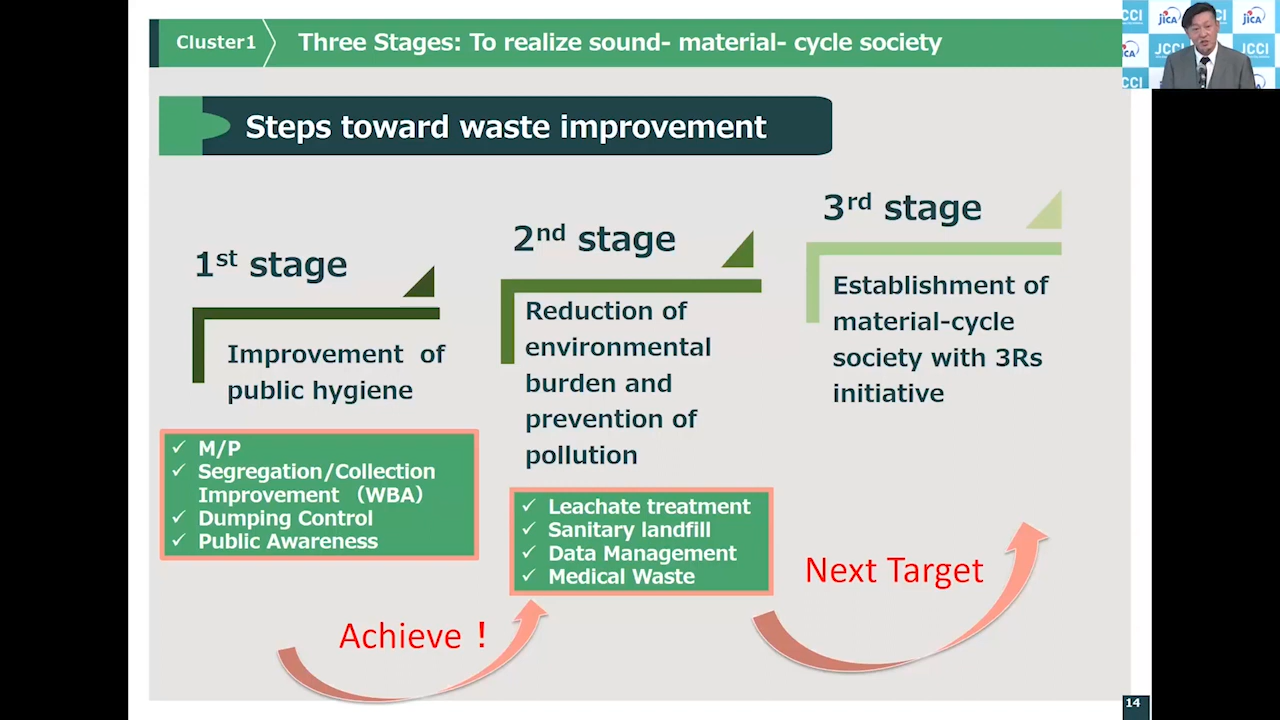 Cluster1
Three Stages: To realize sound- material- cycle society
Steps toward waste improvement
1st stage
Improvement of
public hygiene
✓ M/P
✓ Segregation/Collection
Improvement （WBA）
✓ Dumping Control
✓ Public Awareness
Achieve！
2nd stage
Reduction of
environmental
burden and
prevention of
pollution
✓ Leachate treatment
✓ Sanitary landfill
✓ Data Management
✓ Medical Waste
Next Target
3rd stage
Establishment of
material-cycle
society with 3Rs
initiative
14
JICA
JICA
JCCI
JCCI